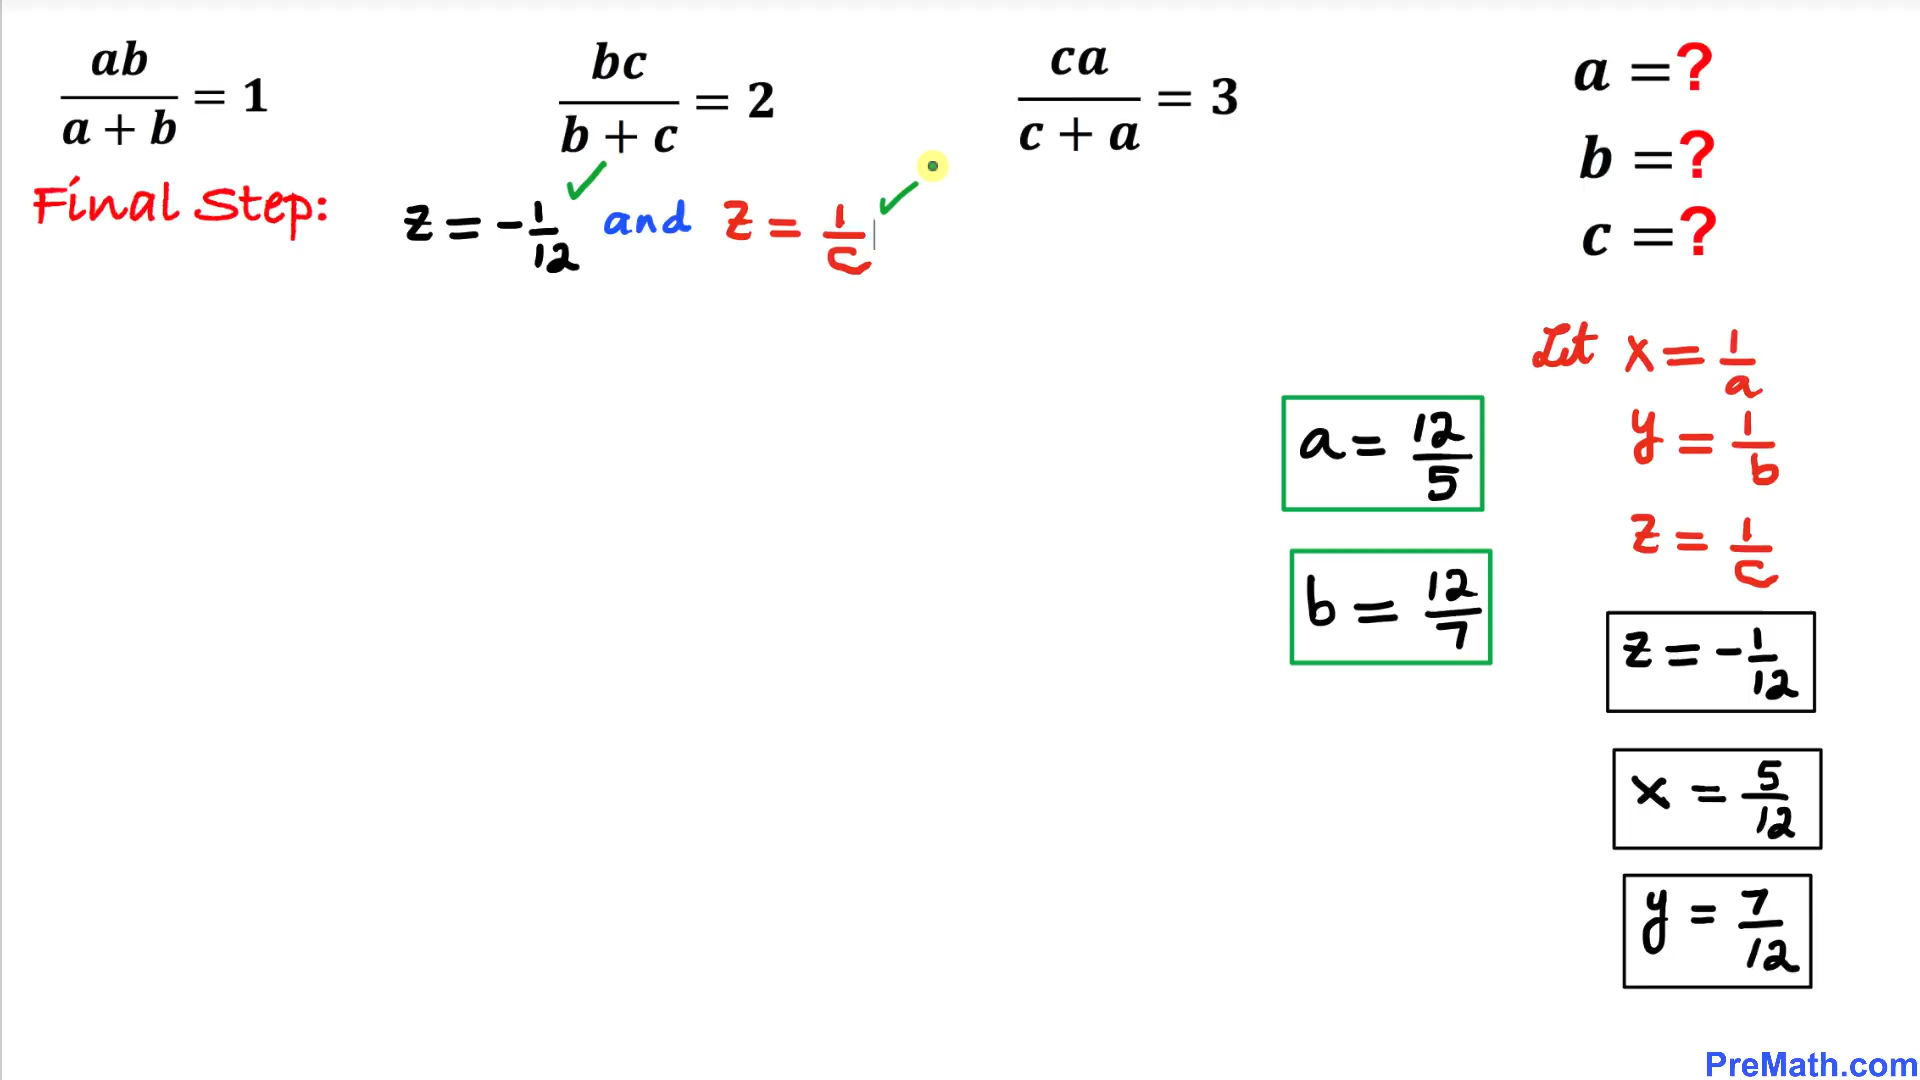 ab/(a + b) = 1
bc/(b + c) = 2
ca/(c + a) = 3
a =?
b =?
c =?
Final Step:
z = -1/12 and z = 1/c
Let x = 1/a
y = 1/b
z = 1/c
a = 12/5
b = 12/7
z = -1/12
x = 5/12
y = 7/12
PreMath.com